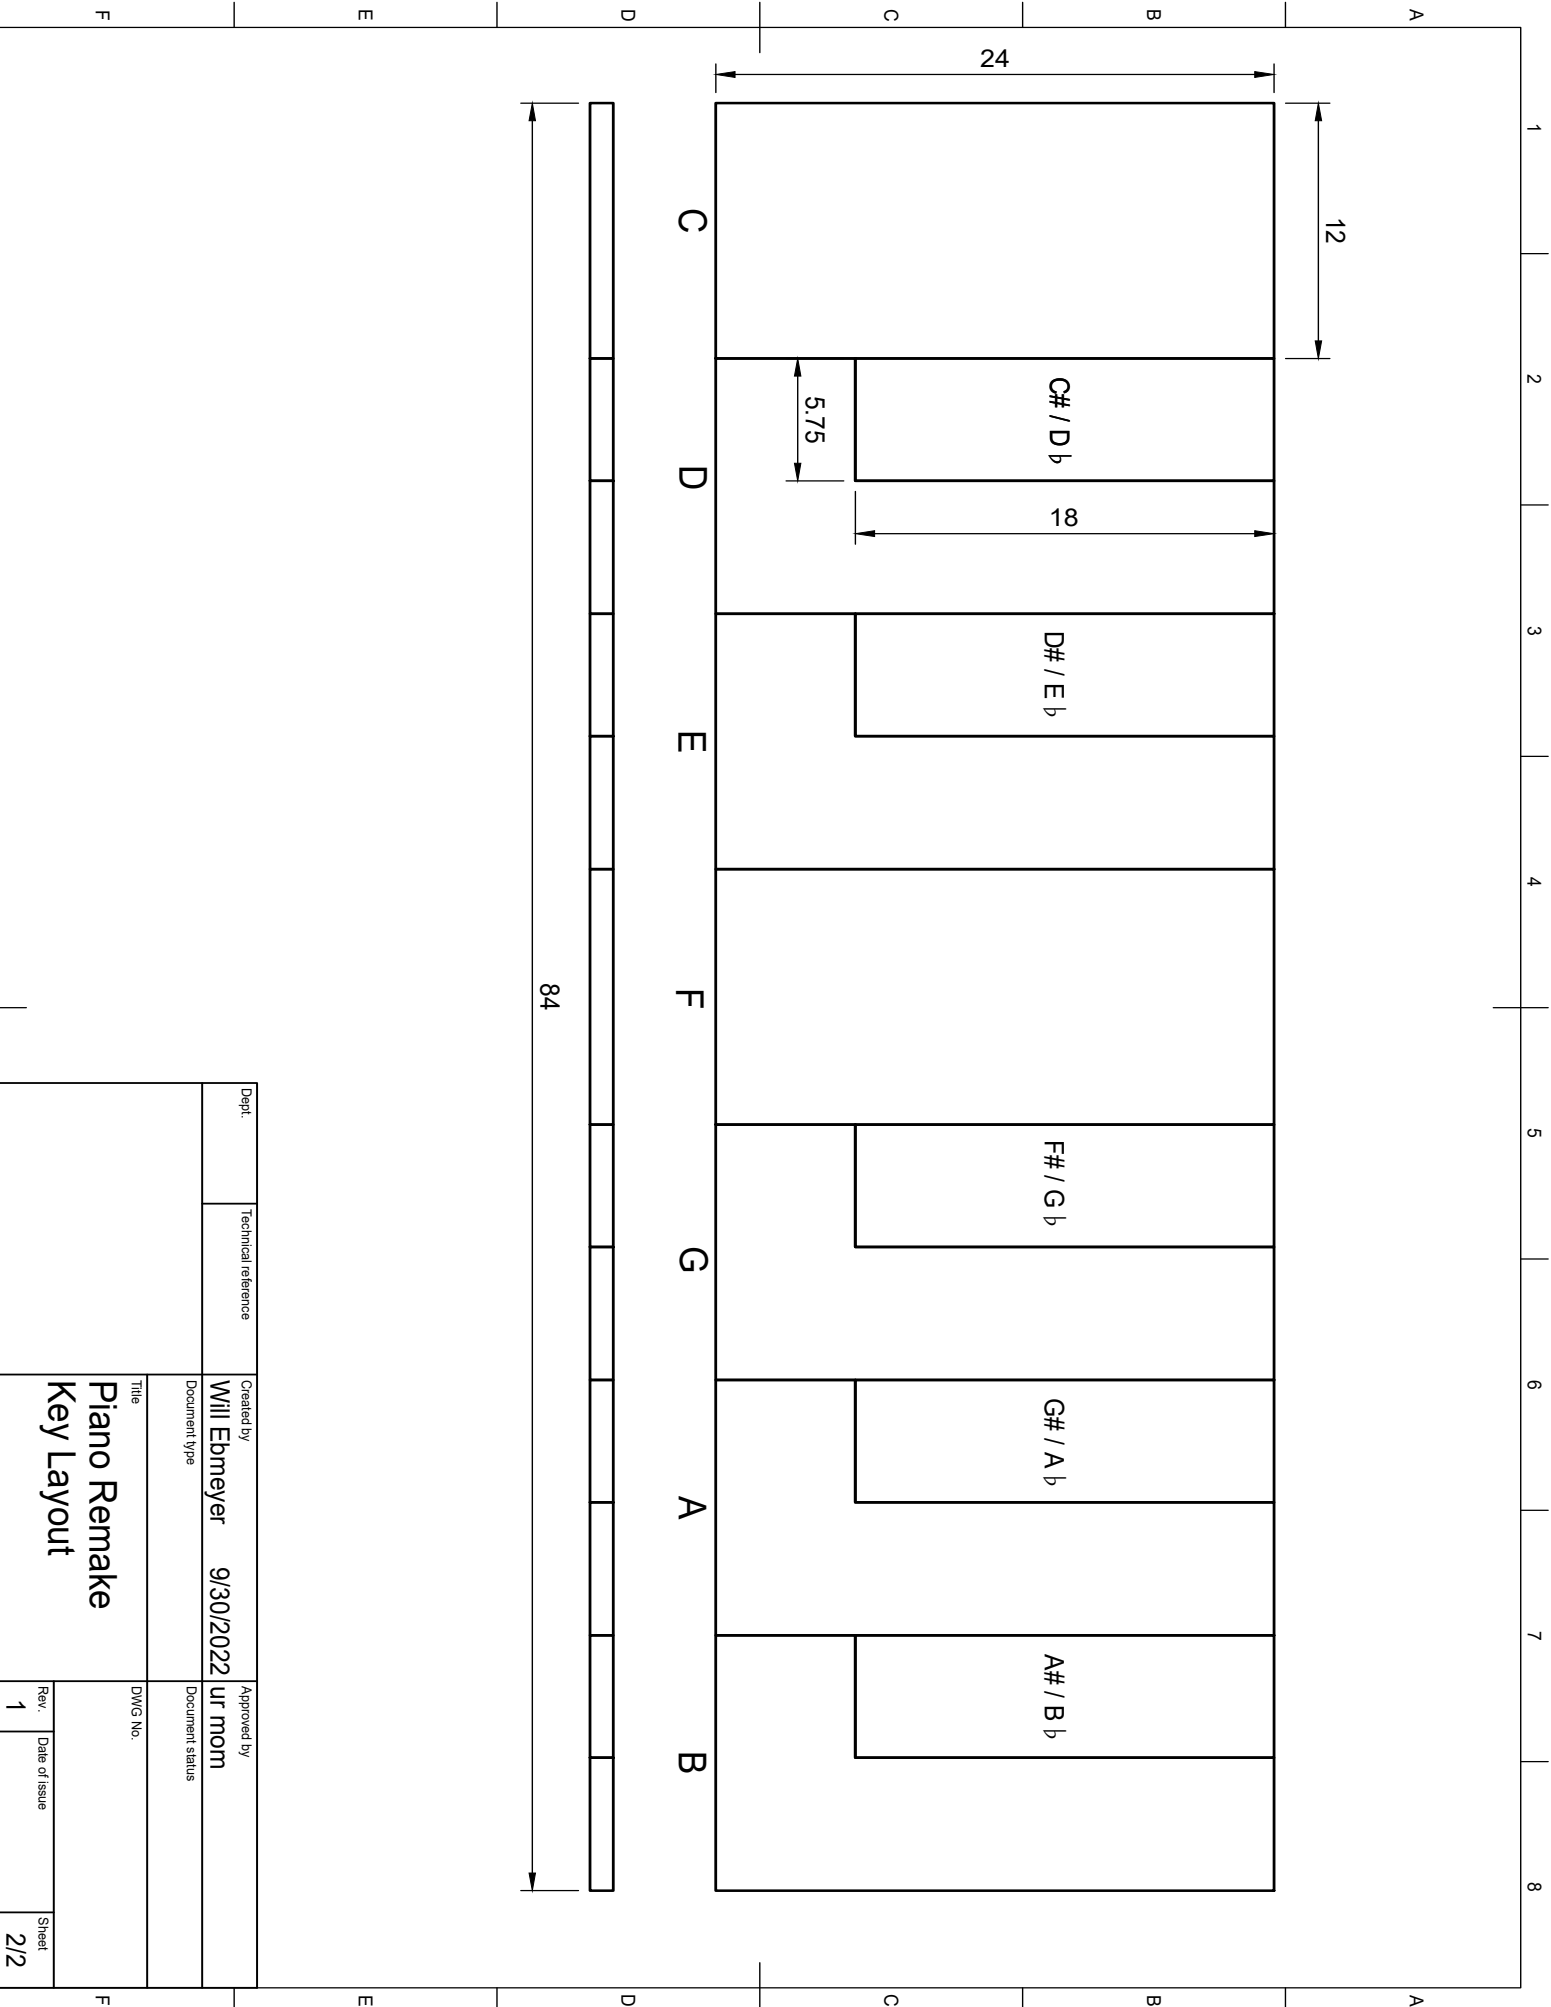 1 2 3 4 5 6 7 8
A A
B B
C C
D D
E E
F F
12
24
C# / D♭ D# / E♭ F# / G♭ G# / A♭ A# / B♭
18
5.75
C D E F G A B
84
Dept.
Technical reference
Created by
Will Ebmeyer 9/30/2022
Approved by
ur mom
Document type
Document status
Title
Piano Remake
Key Layout
DWG No.
Rev.
1
Date of issue
Sheet
2/2